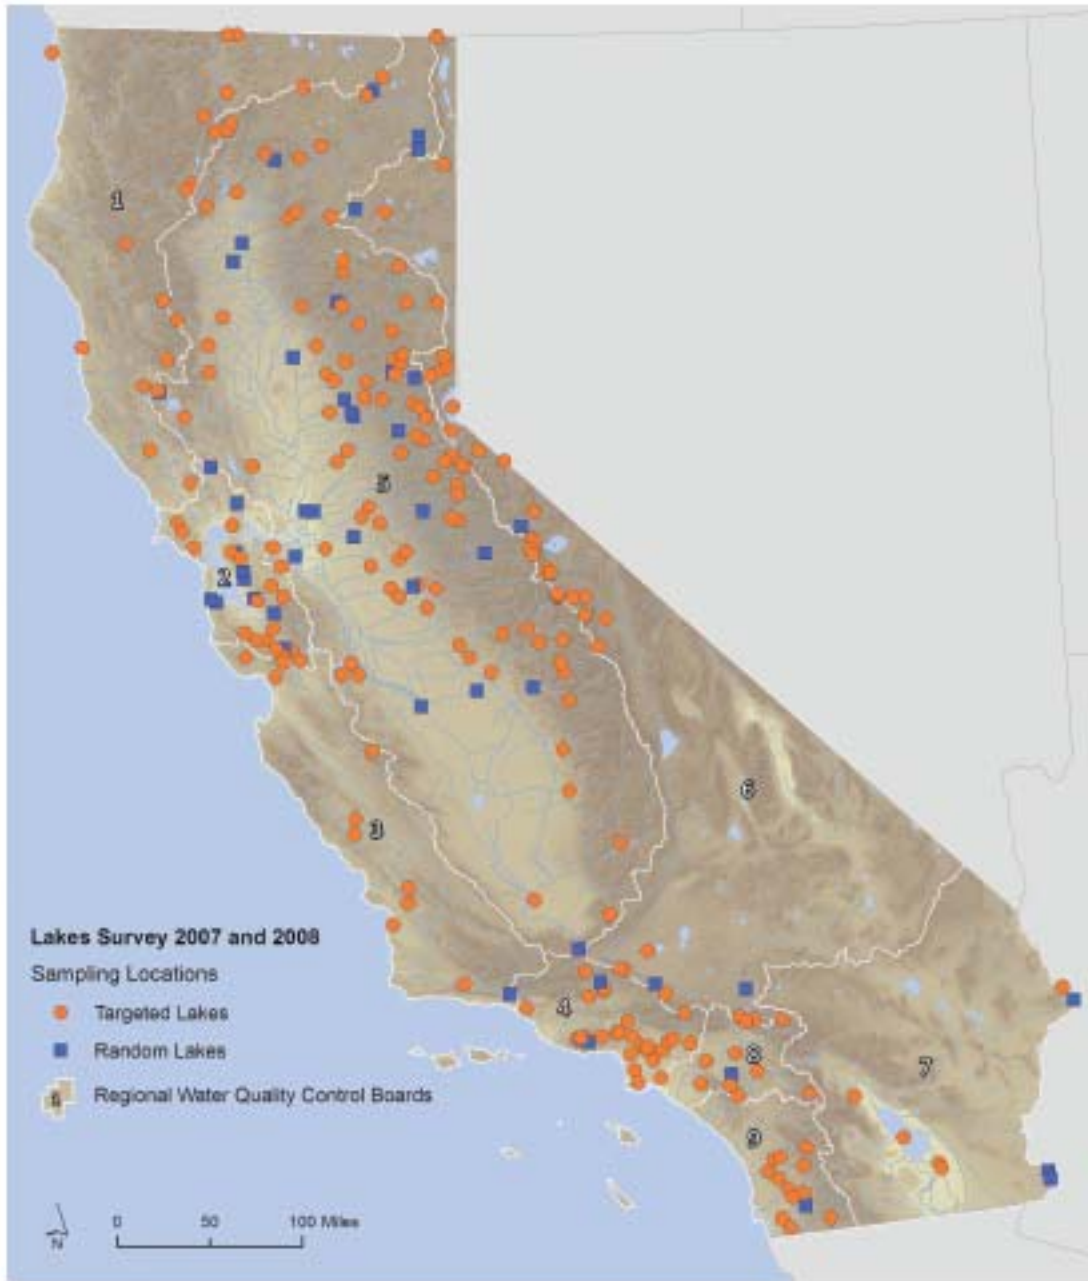 1
5
2
6
3
Lakes Survey 2007 and 2008
Sampling Locations
Targeted Lakes
Random Lakes
Regional Water Quality Control Boards
4
8
7
9
N
0 50 100 Miles